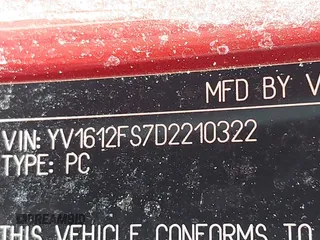 MFD BY V
VIN: YV1612FS7D2210322
TYPE: PC
THIS VEHICLE CONFORMS TO